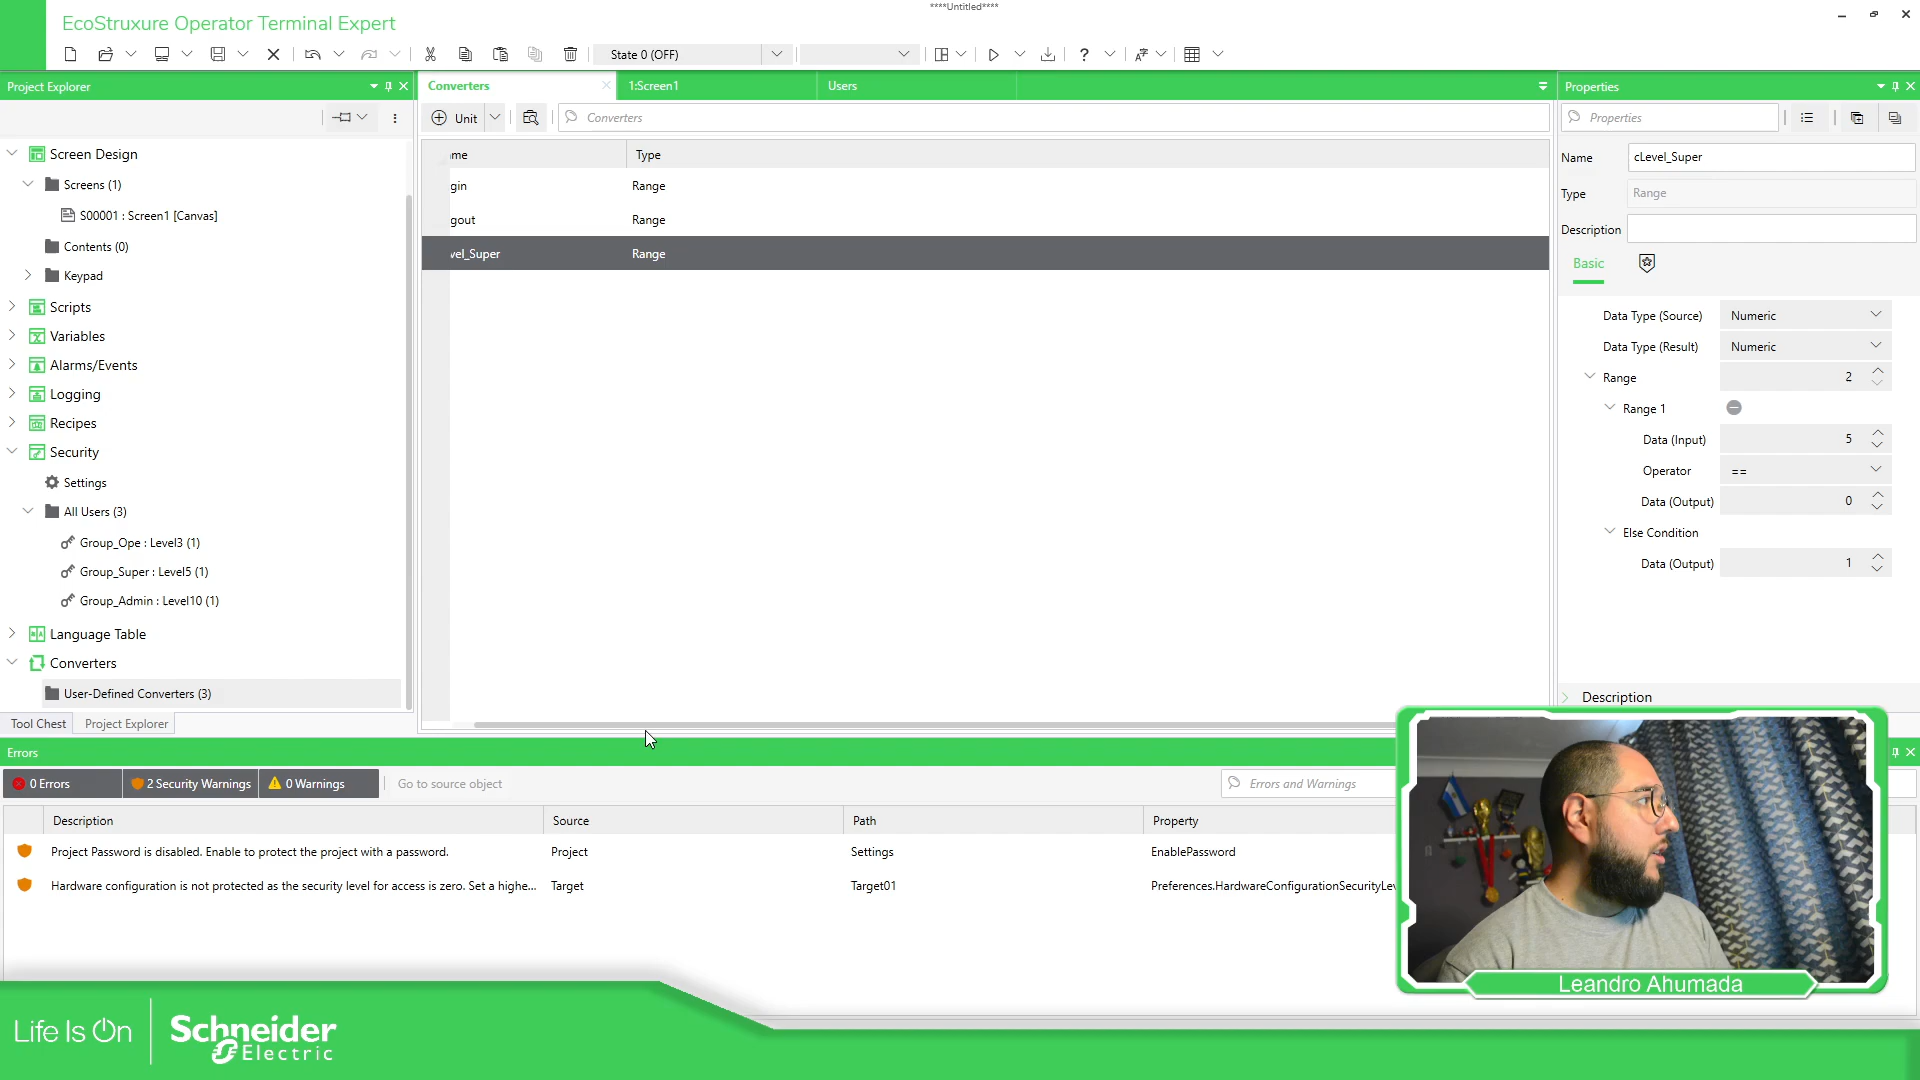 ****Untitled****
EcoStruxure Operator Terminal Expert
State 0 (OFF)
Project Explorer
Converters
1:Screen1
Users
Properties
Unit
Converters
Properties
me
Type
Name
cLevel_Super
Screen Design
Screens (1)
gin
Range
Type
Range
S00001 : Screen1 [Canvas]
gout
Range
Description
Contents (0)
vel_Super
Range
Basic
Keypad
Scripts
Data Type (Source)
Numeric
Variables
Data Type (Result)
Numeric
Alarms/Events
Range
2
Logging
Range 1
Recipes
Data (Input)
5
Security
Operator
==
Settings
Data (Output)
0
All Users (3)
Else Condition
Group_Ope : Level3 (1)
Data (Output)
1
Group_Super : Level5 (1)
Group_Admin : Level10 (1)
Language Table
Converters
User-Defined Converters (3)
Description
Tool Chest
Project Explorer
Errors
0 Errors
2 Security Warnings
0 Warnings
Go to source object
Errors and Warnings
Description
Source
Path
Property
Project Password is disabled. Enable to protect the project with a password.
Project
Settings
EnablePassword
Hardware configuration is not protected as the security level for access is zero. Set a highe...
Target
Target01
Preferences.HardwareConfigurationSecurityLev
Leandro Ahumada
Life Is On
Schneider
Electric